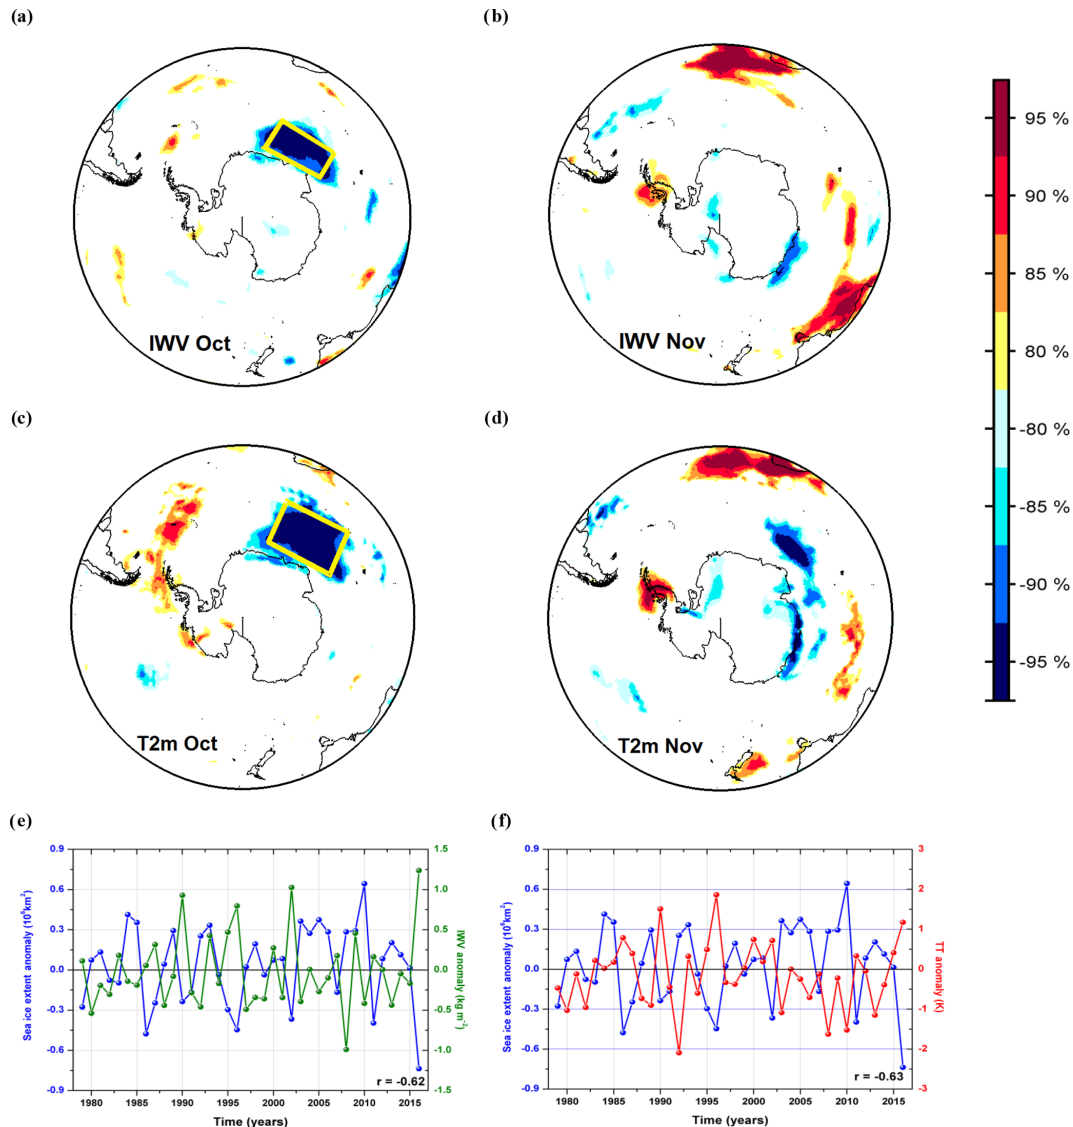 (a)
(b)
IWV Oct
IWV Nov
95 %
90 %
85 %
80 %
-80 %
-85 %
-90 %
-95 %
(c)
(d)
T2m Oct
T2m Nov
(e)
(f)
Sea ice extent anomaly (10⁶km²)
0.9
0.6
0.3
0.0
-0.3
-0.6
-0.9
1.5
1.0
0.5
0.0
-0.5
-1.0
-1.5
IWV anomaly (kg m⁻²)
r = -0.62
1980 1985 1990 1995 2000 2005 2010 2015
Time (years)
Sea ice extent anomaly (10⁶km²)
0.9
0.6
0.3
0.0
-0.3
-0.6
-0.9
3
2
1
0
-1
-2
-3
TT anomaly (K)
r = -0.63
1980 1985 1990 1995 2000 2005 2010 2015
Time (years)